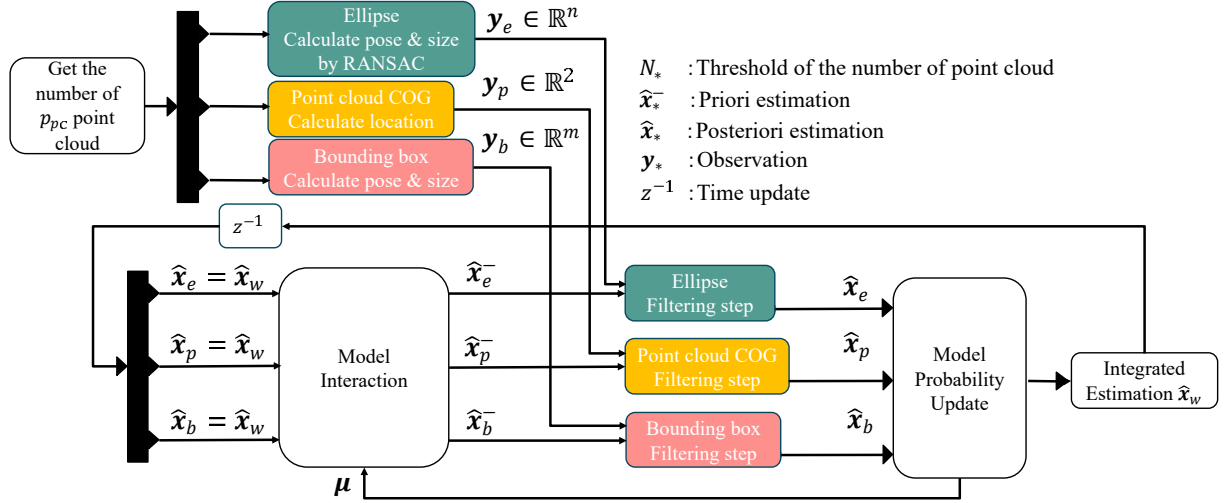 Get the
number of
p_pc point
cloud
Ellipse
Calculate pose & size
by RANSAC
Point cloud COG
Calculate location
Bounding box
Calculate pose & size
𝒚_e ∈ ℝ^n
𝒚_p ∈ ℝ^2
𝒚_b ∈ ℝ^m
N_* : Threshold of the number of point cloud
x̂_*^- : Priori estimation
x̂_* : Posteriori estimation
𝒚_* : Observation
z^{-1} : Time update
z^{-1}
x̂_e = x̂_w
x̂_p = x̂_w
x̂_b = x̂_w
Model
Interaction
x̂_e^-
x̂_p^-
x̂_b^-
Ellipse
Filtering step
Point cloud COG
Filtering step
Bounding box
Filtering step
x̂_e
x̂_p
x̂_b
Model
Probability
Update
Integrated
Estimation x̂_w
μ